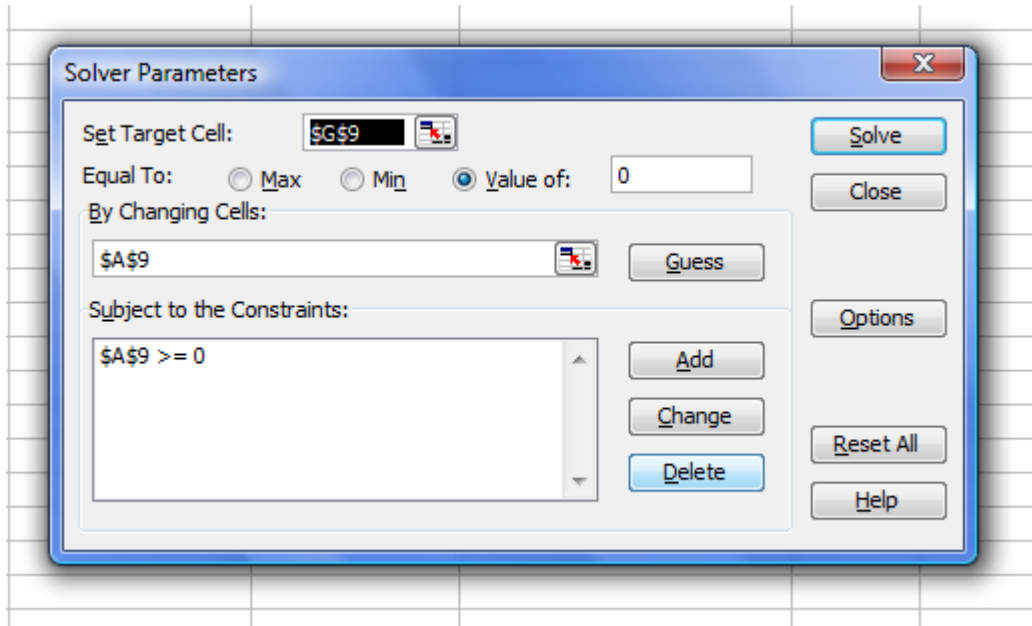 Solver Parameters
X
Set Target Cell: $G$9 Solve
Equal To: Max Min Value of: 0 Close
By Changing Cells:
$A$9 Guess
Subject to the Constraints: Options
$A$9 >= 0 Add
Change
Reset All
Delete
Help